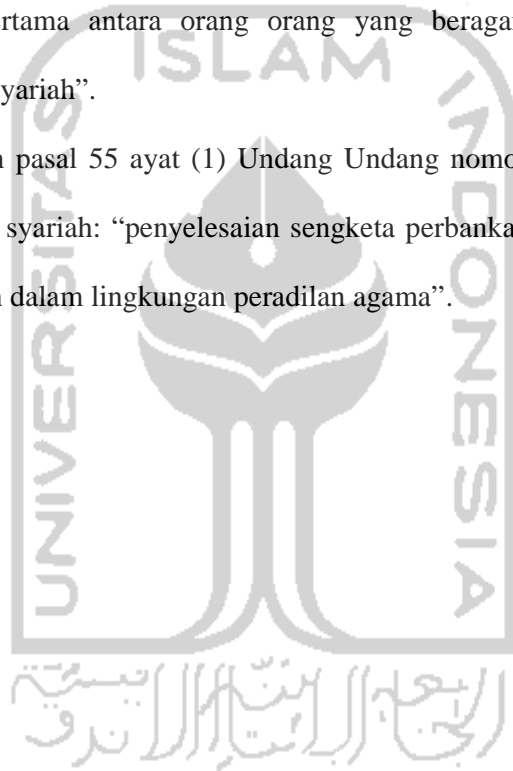 ertama antara orang orang yang beraga
yariah”.
n pasal 55 ayat (1) Undang Undang nomo
syariah: “penyelesaian sengketa perbanka
n dalam lingkungan peradilan agama”.
UNIVERSITAS
ISLAM
INDONESIA